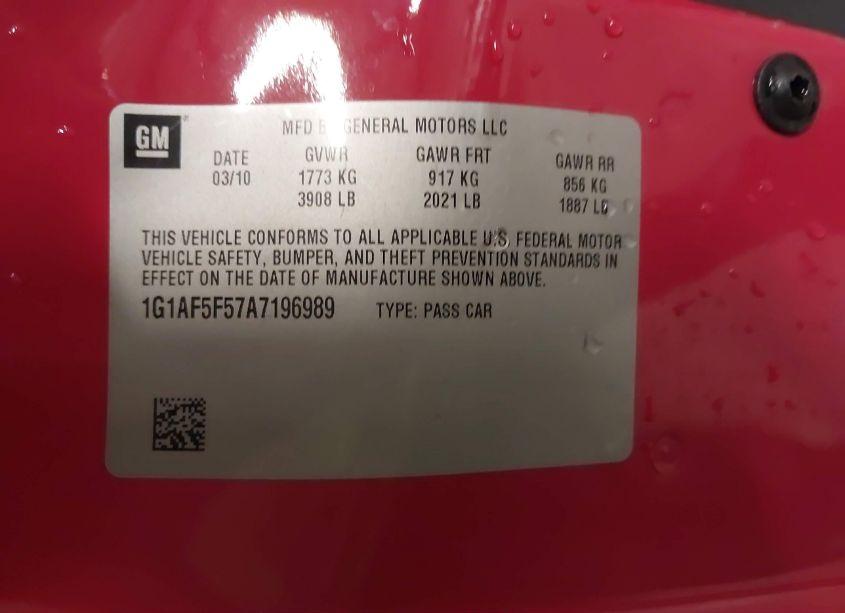 GM
MFD BY GENERAL MOTORS LLC
DATE GVWR GAWR FRT GAWR RR
03/10 1773 KG 917 KG 856 KG
3908 LB 2021 LB 1887 LB
THIS VEHICLE CONFORMS TO ALL APPLICABLE U.S. FEDERAL MOTOR
VEHICLE SAFETY, BUMPER, AND THEFT PREVENTION STANDARDS IN
EFFECT ON THE DATE OF MANUFACTURE SHOWN ABOVE.
1G1AF5F57A7196989 TYPE: PASS CAR